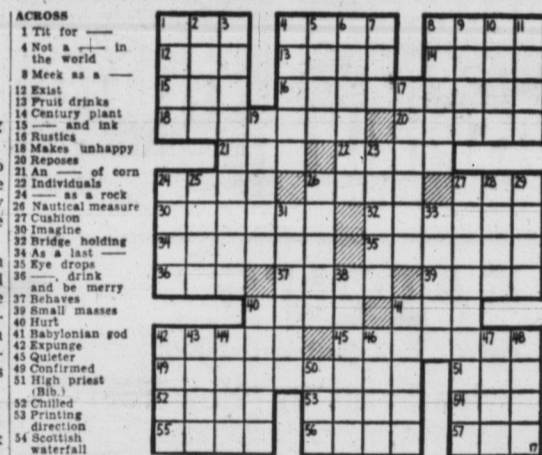 ACROSS
1 Tit for —
4 Not a — in
the world
8 Meek as a —
12 Exist
13 Fruit drinks
14 Century plant
15 — and ink
16 Rustics
18 Makes unhappy
20 Reposes
21 An — of corn
22 Individuals
24 — as a rock
26 Nautical measure
27 Cushion
30 Imagine
32 Bridge holding
34 As a last —
35 Eye drops
36 —, drink
and be merry
37 Behaves
39 Small masses
40 Hurt
41 Babylonian god
42 Expunge
45 Quieter
49 Confirmed
51 High priest
(Bib.)
52 Chilled
53 Printing
direction
54 Scottish
waterfall
1 2 3 4 5 6 7 8 9 10 11
12 13 14
15 16 17
18 19 20
21 22 23
24 25 26 27 28 29
30 31 32 33
34 35
36 37 38 39
40 41
42 43 44 45 46 47 48
49 50 51
52 53 54
55 56 57
17